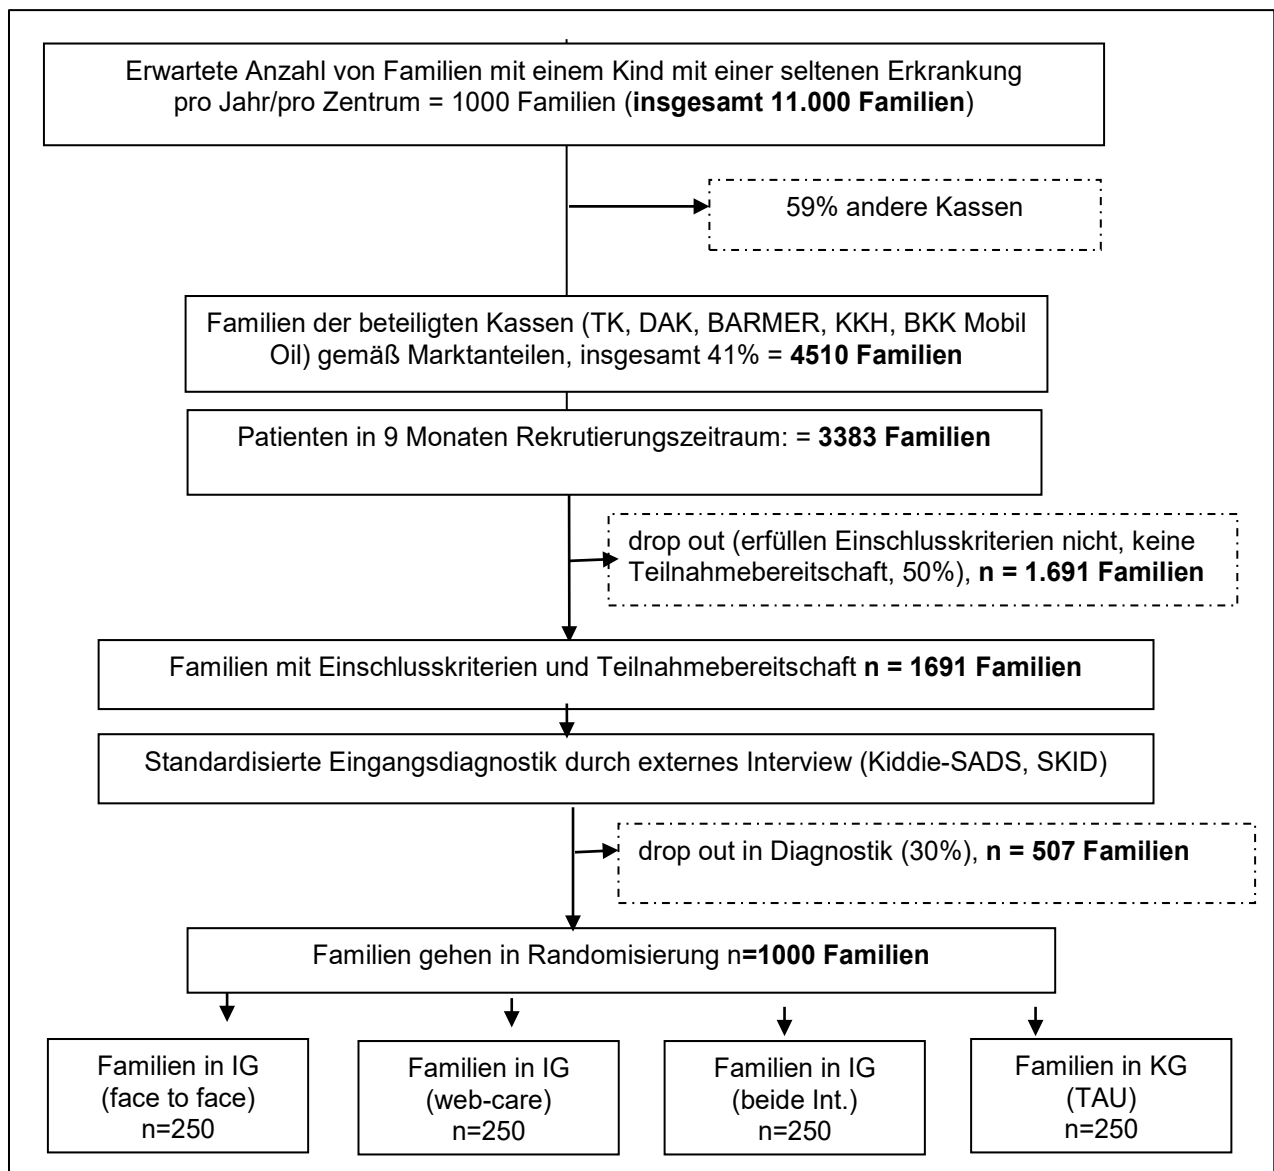 Erwartete Anzahl von Familien mit einem Kind mit einer seltenen Erkrankung
pro Jahr/pro Zentrum = 1000 Familien (insgesamt 11.000 Familien)
59% andere Kassen
Familien der beteiligten Kassen (TK, DAK, BARMER, KKH, BKK Mobil
Oil) gemäß Marktanteilen, insgesamt 41% = 4510 Familien
Patienten in 9 Monaten Rekrutierungszeitraum: = 3383 Familien
drop out (erfüllen Einschlusskriterien nicht, keine
Teilnahmebereitschaft, 50%), n = 1.691 Familien
Familien mit Einschlusskriterien und Teilnahmebereitschaft n = 1691 Familien
Standardisierte Eingangsdiagnostik durch externes Interview (Kiddie-SADS, SKID)
drop out in Diagnostik (30%), n = 507 Familien
Familien gehen in Randomisierung n=1000 Familien
Familien in IG
(face to face)
n=250
Familien in IG
(web-care)
n=250
Familien in IG
(beide Int.)
n=250
Familien in KG
(TAU)
n=250